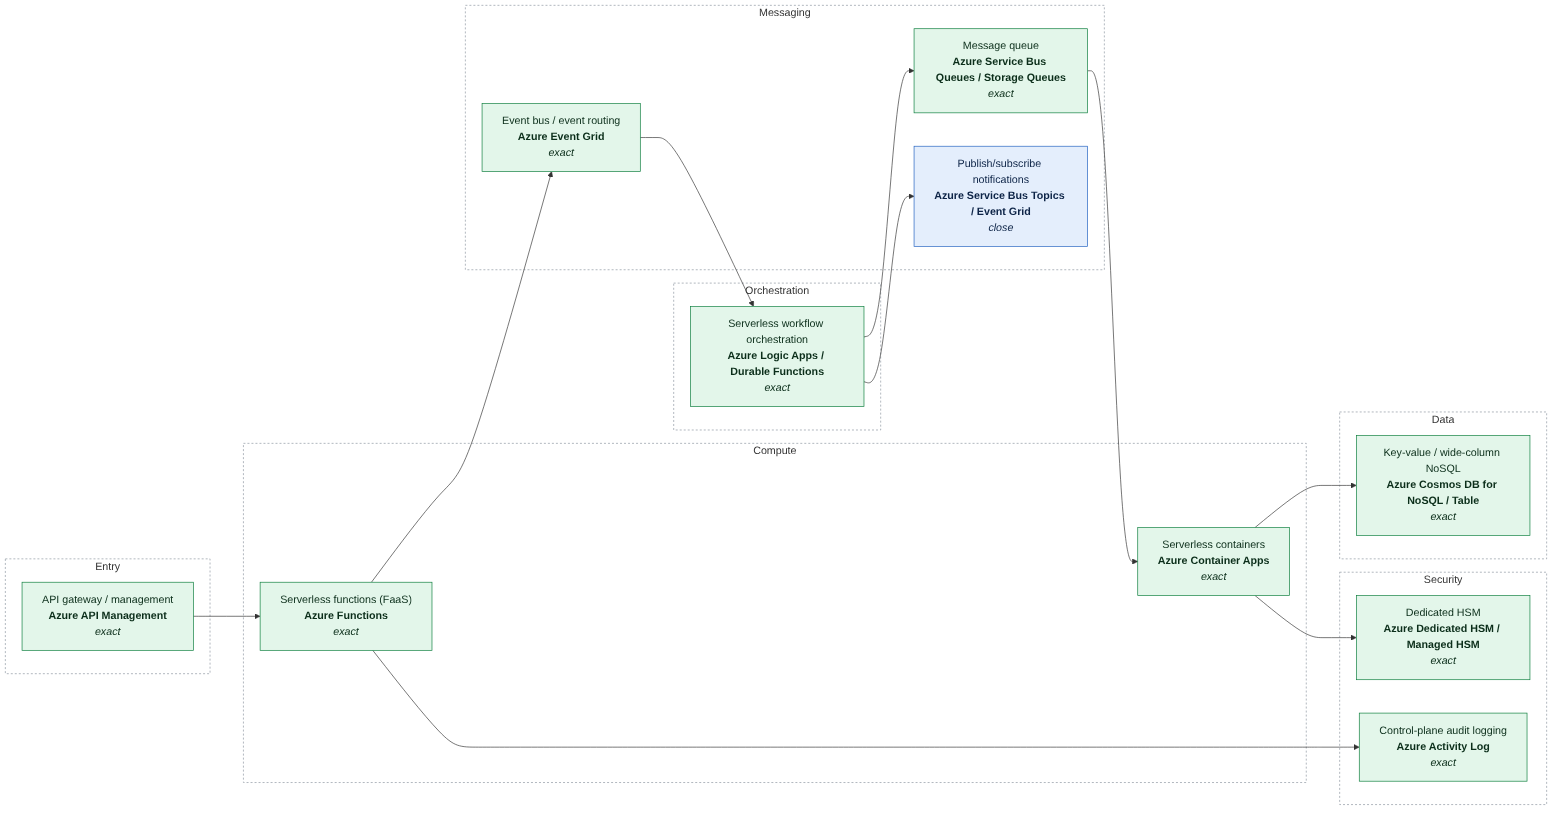 Messaging
Message queue
Azure Service Bus
Queues / Storage Queues
exact
Event bus / event routing
Azure Event Grid
exact
Publish/subscribe
notifications
Azure Service Bus Topics
/ Event Grid
close
Orchestration
Serverless workflow
orchestration
Azure Logic Apps /
Durable Functions
exact
Compute
Serverless functions (FaaS)
Azure Functions
exact
Serverless containers
Azure Container Apps
exact
Entry
API gateway / management
Azure API Management
exact
Data
Key-value / wide-column
NoSQL
Azure Cosmos DB for
NoSQL / Table
exact
Security
Dedicated HSM
Azure Dedicated HSM /
Managed HSM
exact
Control-plane audit logging
Azure Activity Log
exact